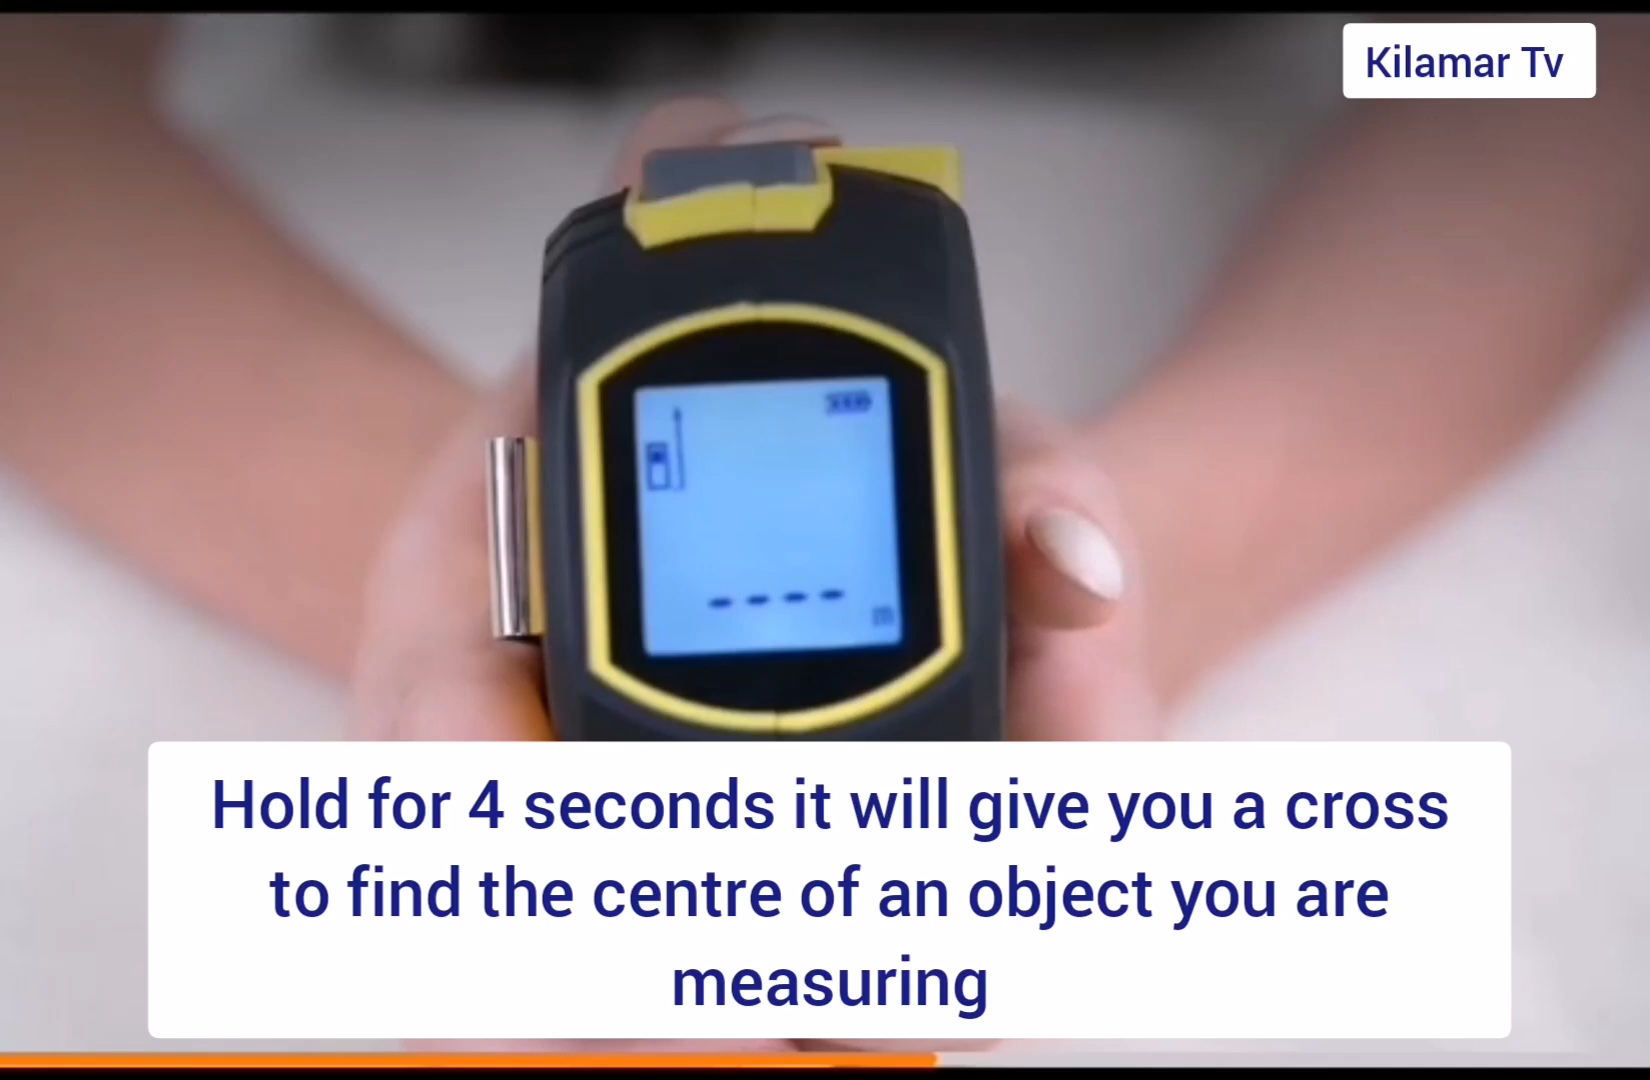 Kilamar Tv
m
Hold for 4 seconds it will give you a cross
to find the centre of an object you are
measuring